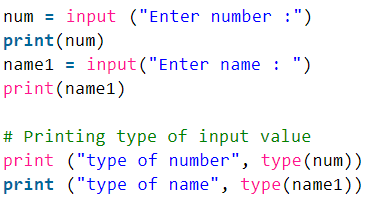 num = input ("Enter number :")
print(num)
name1 = input("Enter name : ")
print(name1)
# Printing type of input value
print ("type of number", type(num))
print ("type of name", type(name1))